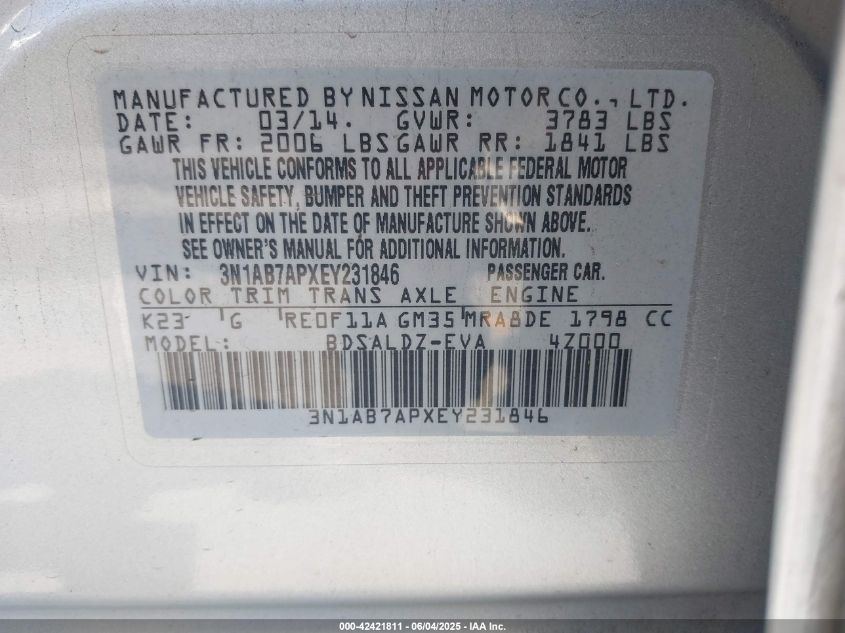 MANUFACTURED BY NISSAN MOTOR CO., LTD.
DATE: 03/14. GVWR: 3783 LBS
GAWR FR: 2006 LBS GAWR RR: 1841 LBS
THIS VEHICLE CONFORMS TO ALL APPLICABLE FEDERAL MOTOR
VEHICLE SAFETY, BUMPER AND THEFT PREVENTION STANDARDS
IN EFFECT ON THE DATE OF MANUFACTURE SHOWN ABOVE.
SEE OWNER'S MANUAL FOR ADDITIONAL INFORMATION.
VIN: 3N1AB7APXEY231846 PASSENGER CAR.
COLOR TRIM TRANS AXLE ENGINE
K23 G RE0F11A GM35 MRA8DE 1798 CC
MODEL: BDSALDZ-EVA 4Z000
3N1AB7APXEY231846
000-42421811 - 06/04/2025 - IAA Inc.